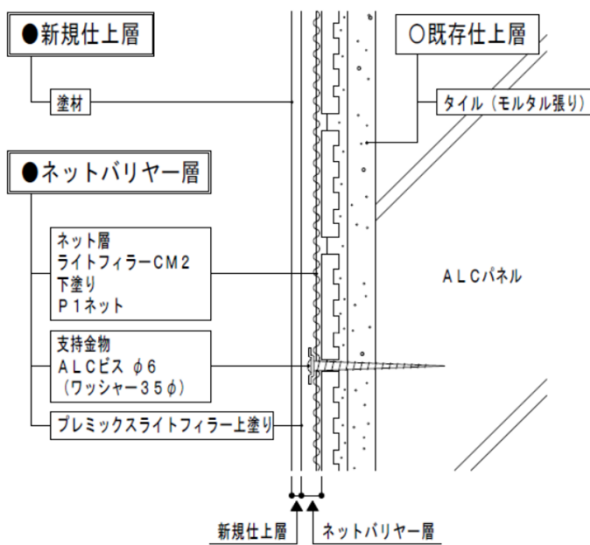 ●新規仕上層
塗材
●ネットバリヤー層
ネット層
ライトフィラーCM2
下塗り
P1ネット
支持金物
ALCビス φ6
(ワッシャー35φ)
プレミックスライトフィラー上塗り
○既存仕上層
タイル(モルタル張り)
ALCパネル
新規仕上層
ネットバリヤー層